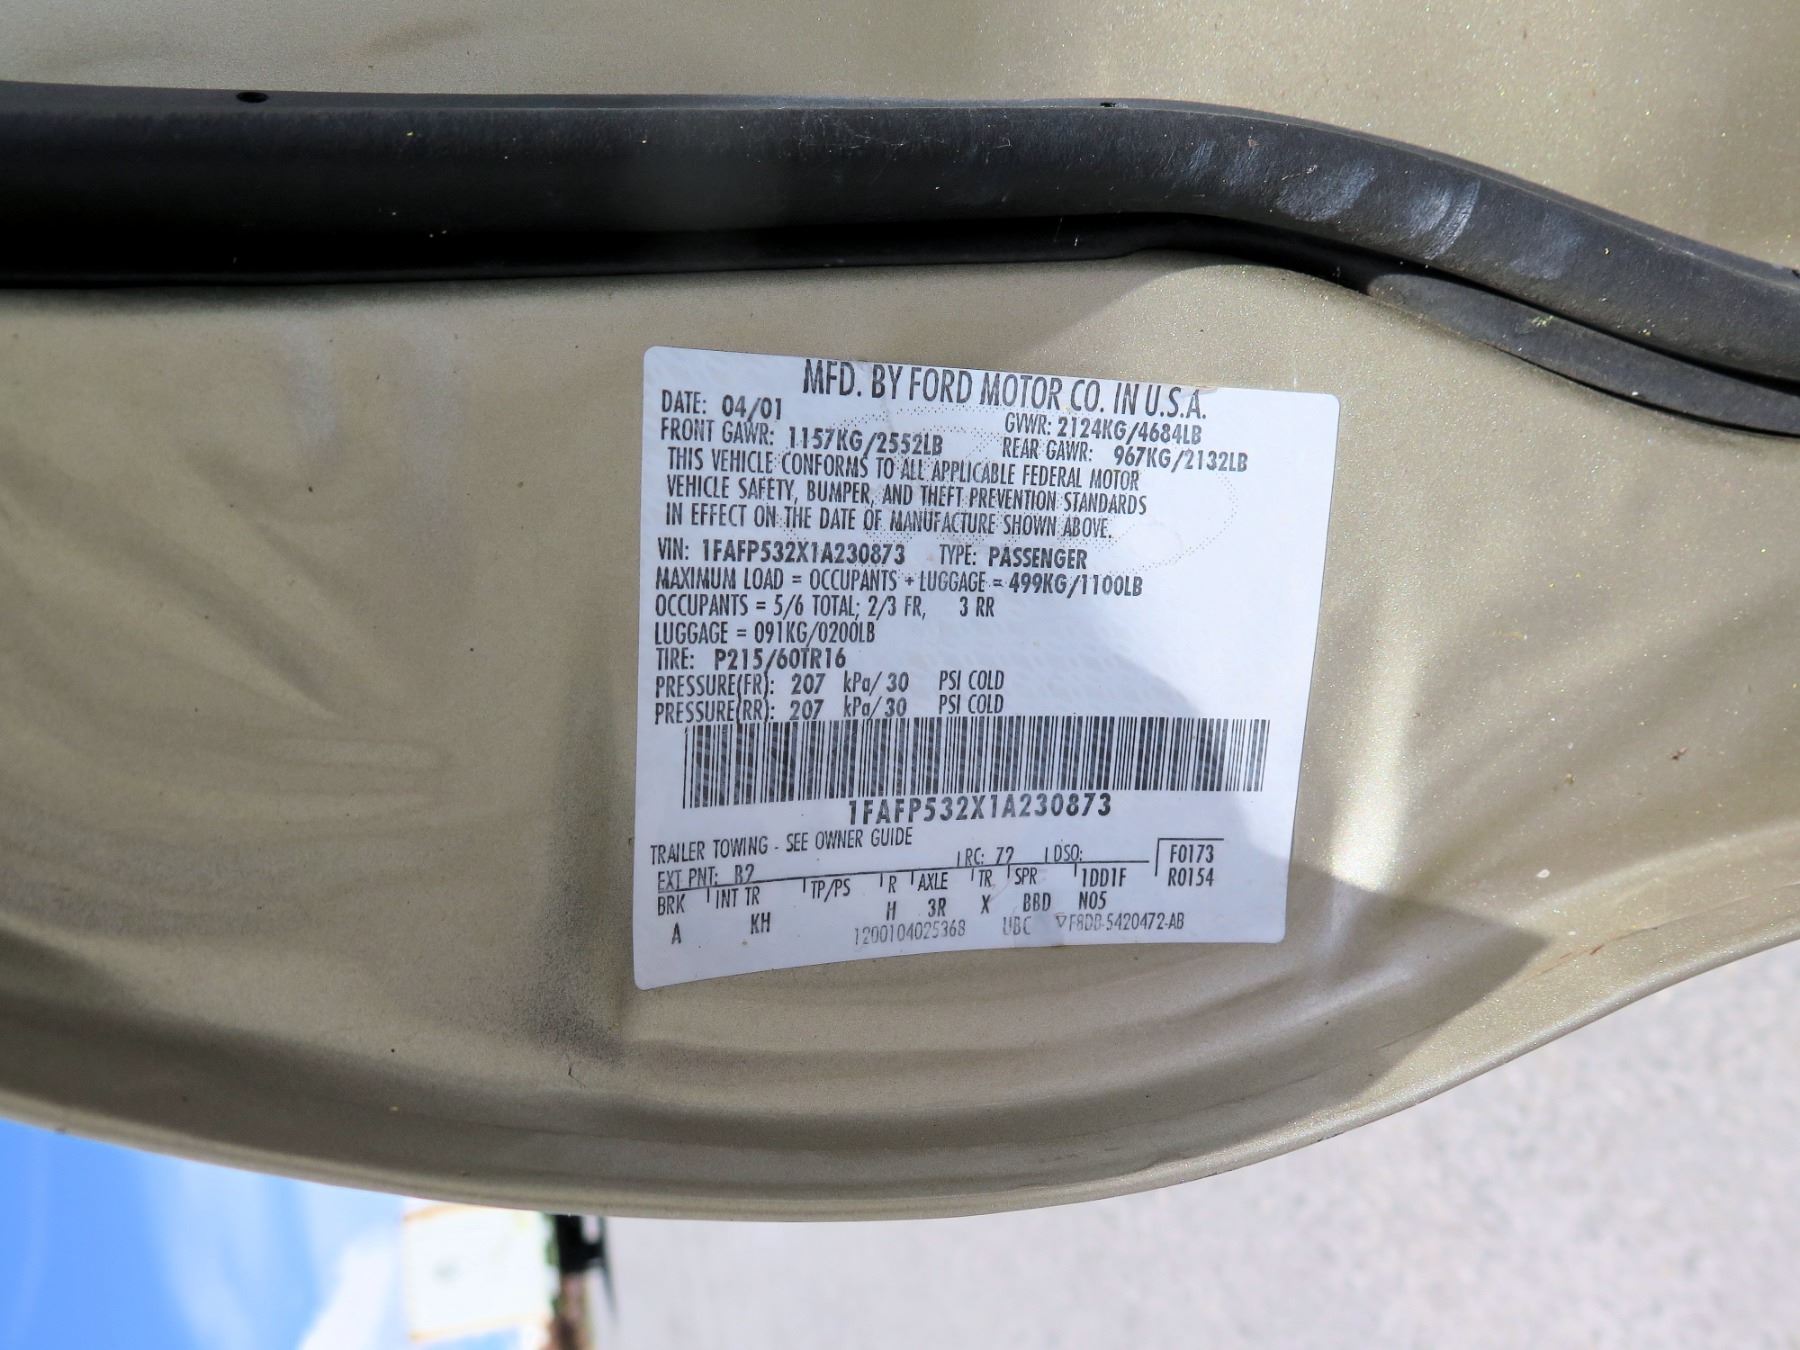 MFD. BY FORD MOTOR CO. IN U.S.A.
DATE: 04/01 GVWR: 2124KG/4684LB
FRONT GAWR: 1157KG/2552LB REAR GAWR: 967KG/2132LB
THIS VEHICLE CONFORMS TO ALL APPLICABLE FEDERAL MOTOR
VEHICLE SAFETY, BUMPER, AND THEFT PREVENTION STANDARDS
IN EFFECT ON THE DATE OF MANUFACTURE SHOWN ABOVE.
VIN: 1FAFP532X1A230873 TYPE: PASSENGER
MAXIMUM LOAD = OCCUPANTS + LUGGAGE = 499KG/1100LB
OCCUPANTS = 5/6 TOTAL; 2/3 FR, 3 RR
LUGGAGE = 091KG/0200LB
TIRE: P215/60TR16
PRESSURE(FR): 207 kPa/ 30 PSI COLD
PRESSURE(RR): 207 kPa/ 30 PSI COLD
1FAFP532X1A230873
TRAILER TOWING - SEE OWNER GUIDE
EXT PNT: B2 RC: 72 DSO: F0173
BRK INT TR TP/PS R AXLE TR SPR 1DD1F R0154
A KH H 3R X BBD N05
1200104025368 UBC F8DB-5420472-AB